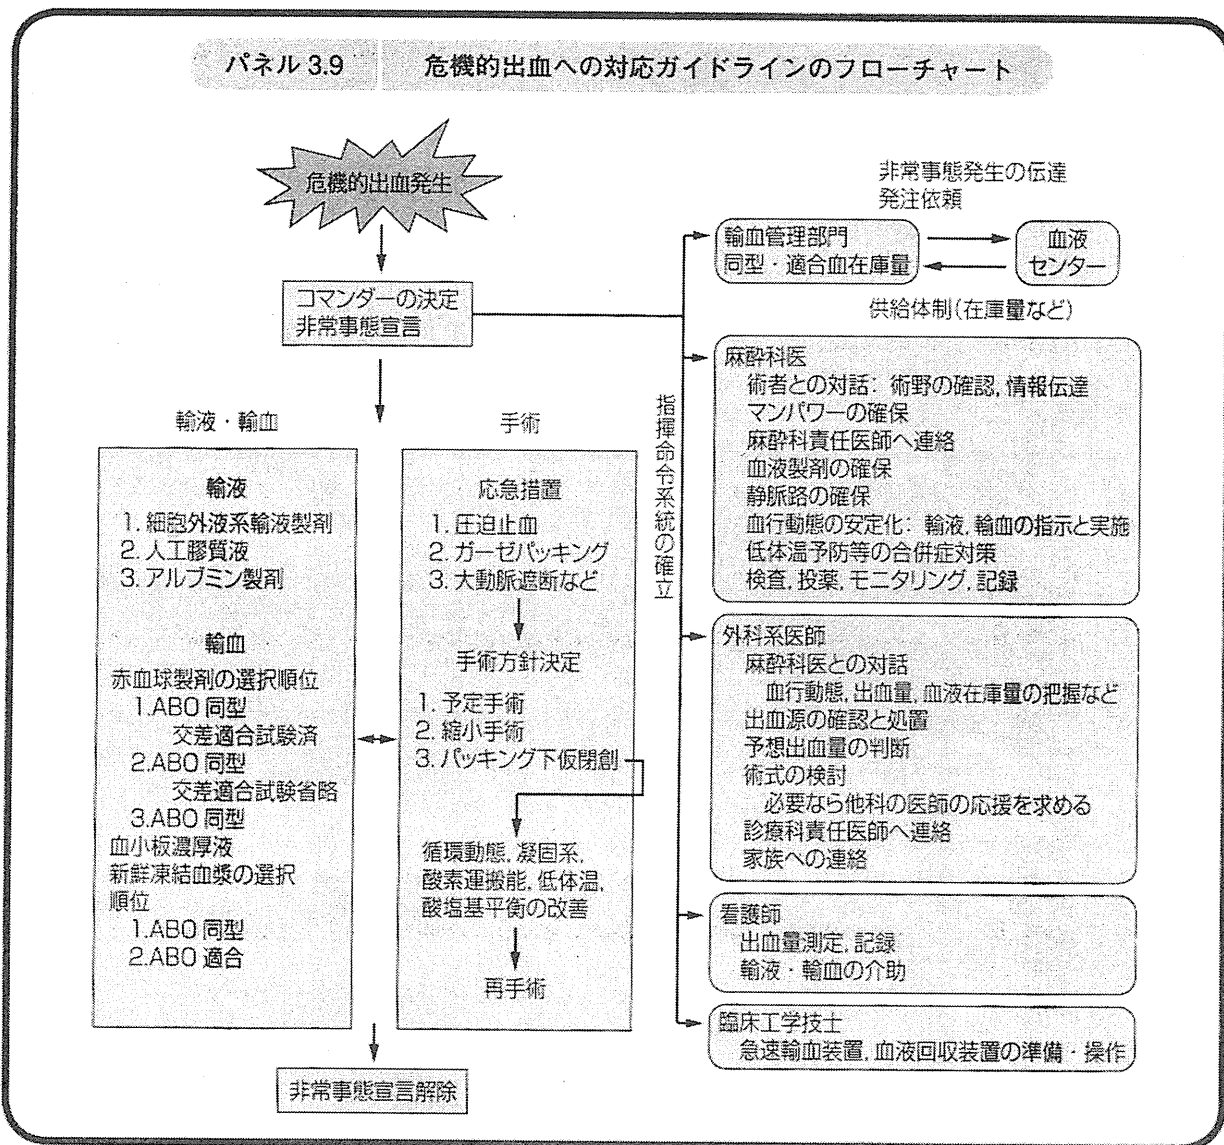 パネル 3.9 危機的出血への対応ガイドラインのフローチャート
危機的出血発生
コマンダーの決定
非常事態宣言
非常事態発生の伝達
発注依頼
輸血管理部門
同型・適合血在庫量
血液
センター
供給体制(在庫量など)
指揮命令系統の確立
輸液・輸血
輸液
1. 細胞外液系輸液製剤
2. 人工膠質液
3. アルブミン製剤
輸血
赤血球製剤の選択順位
1.ABO 同型
交差適合試験済
2.ABO 同型
交差適合試験省略
3.ABO 同型
血小板濃厚液
新鮮凍結血漿の選択
順位
1.ABO 同型
2.ABO 適合
手術
応急措置
1. 圧迫止血
2. ガーゼパッキング
3. 大動脈遮断など
手術方針決定
1. 予定手術
2. 縮小手術
3. パッキング下仮閉創
循環動態, 凝固系,
酸素運搬能, 低体温,
酸塩基平衡の改善
再手術
非常事態宣言解除
麻酔科医
術者との対話: 術野の確認, 情報伝達
マンパワーの確保
麻酔科責任医師へ連絡
血液製剤の確保
静脈路の確保
血行動態の安定化: 輸液, 輸血の指示と実施
低体温予防等の合併症対策
検査, 投薬, モニタリング, 記録
外科系医師
麻酔科医との対話
血行動態, 出血量, 血液在庫量の把握など
出血源の確認と処置
予想出血量の判断
術式の検討
必要なら他科の医師の応援を求める
診療科責任医師へ連絡
家族への連絡
看護師
出血量測定, 記録
輸液・輸血の介助
臨床工学技士
急速輸血装置, 血液回収装置の準備・操作